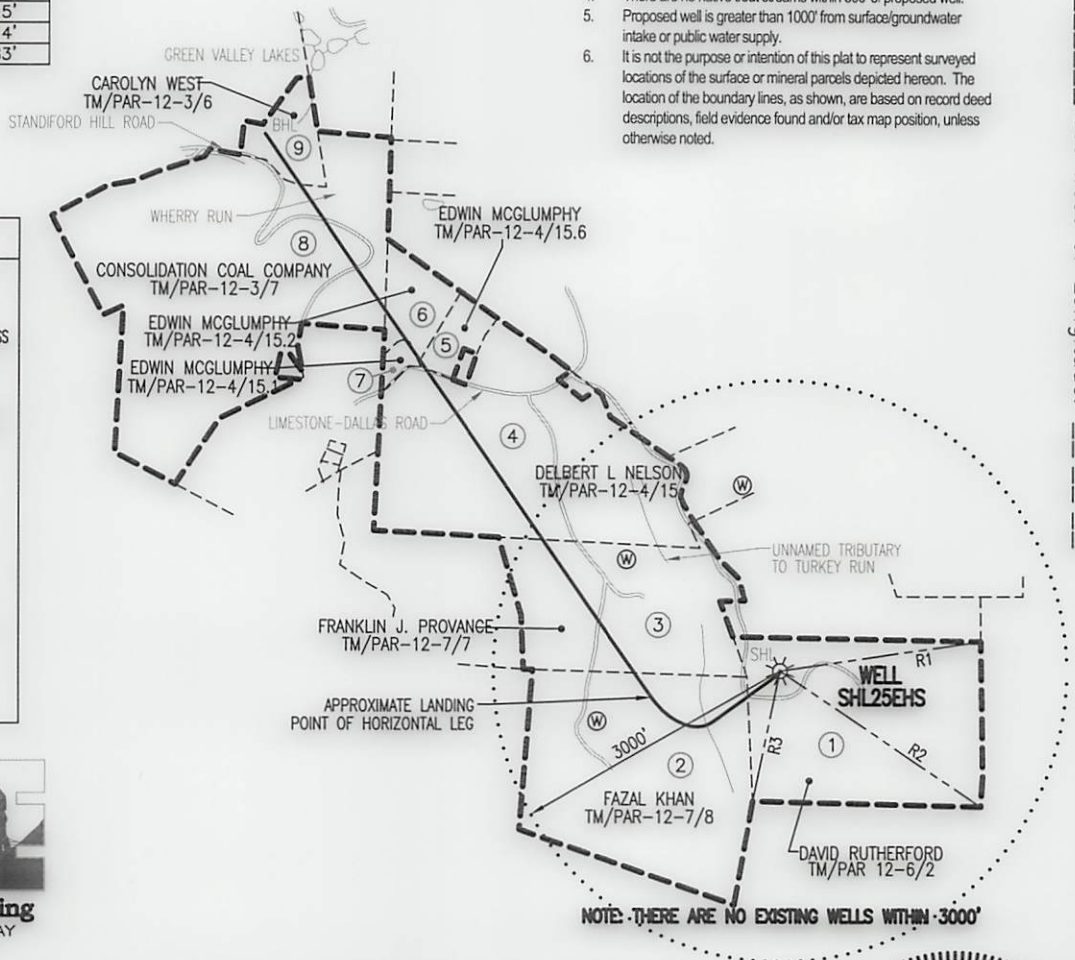 5'
4'
33'
5. Proposed well is greater than 1000' from surface/groundwater
intake or public water supply.
6. It is not the purpose or intention of this plat to represent surveyed
locations of the surface or mineral parcels depicted hereon. The
location of the boundary lines, as shown, are based on record deed
descriptions, field evidence found and/or tax map position, unless
otherwise noted.
GREEN VALLEY LAKES
CAROLYN WEST
TM/PAR-12-3/6
STANDIFORD HILL ROAD
BHL
9
WHERRY RUN
8
EDWIN MCGLUMPHY
TM/PAR-12-4/15.6
CONSOLIDATION COAL COMPANY
TM/PAR-12-3/7
EDWIN MCGLUMPHY
TM/PAR-12-4/15.2
6
5
EDWIN MCGLUMPHY
TM/PAR-12-4/15.1
7
LIMESTONE-DALLAS ROAD
4
DELBERT L NELSON
TM/PAR-12-4/15
W
UNNAMED TRIBUTARY
TO TURKEY RUN
W
FRANKLIN J. PROVANCE
TM/PAR-12-7/7
3
SHL
R1
WELL
SHL25EHS
APPROXIMATE LANDING
POINT OF HORIZONTAL LEG
W
3000'
R3
R2
1
2
FAZAL KHAN
TM/PAR-12-7/8
DAVID RUTHERFORD
TM/PAR 12-6/2
NOTE: THERE ARE NO EXISTING WELLS WITHIN 3000'
SS
ing
AY